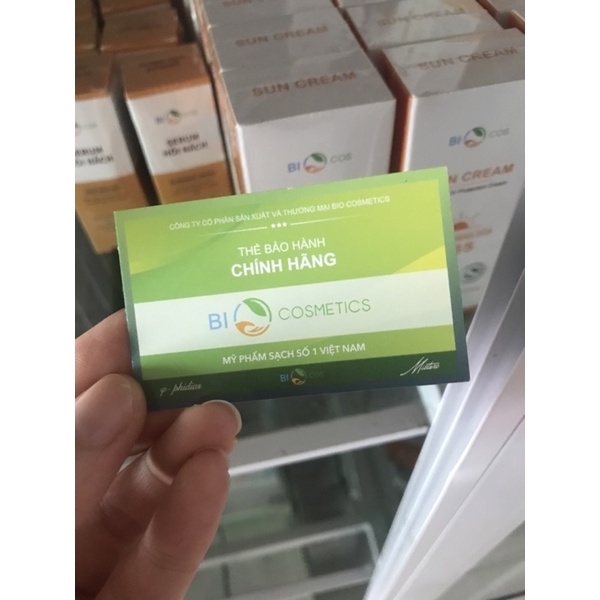 SUN CREAM
SUN CREAM
BI COS
SERUM
HÔI NÁCH
BI COS
SUN CREAM
CÔNG TY CỔ PHẦN SẢN XUẤT VÀ THƯƠNG MẠI BIO COSMETICS
THẺ BẢO HÀNH
CHÍNH HÃNG
BI COSMETICS
MỸ PHẨM SẠCH SỐ 1 VIỆT NAM
BI COS